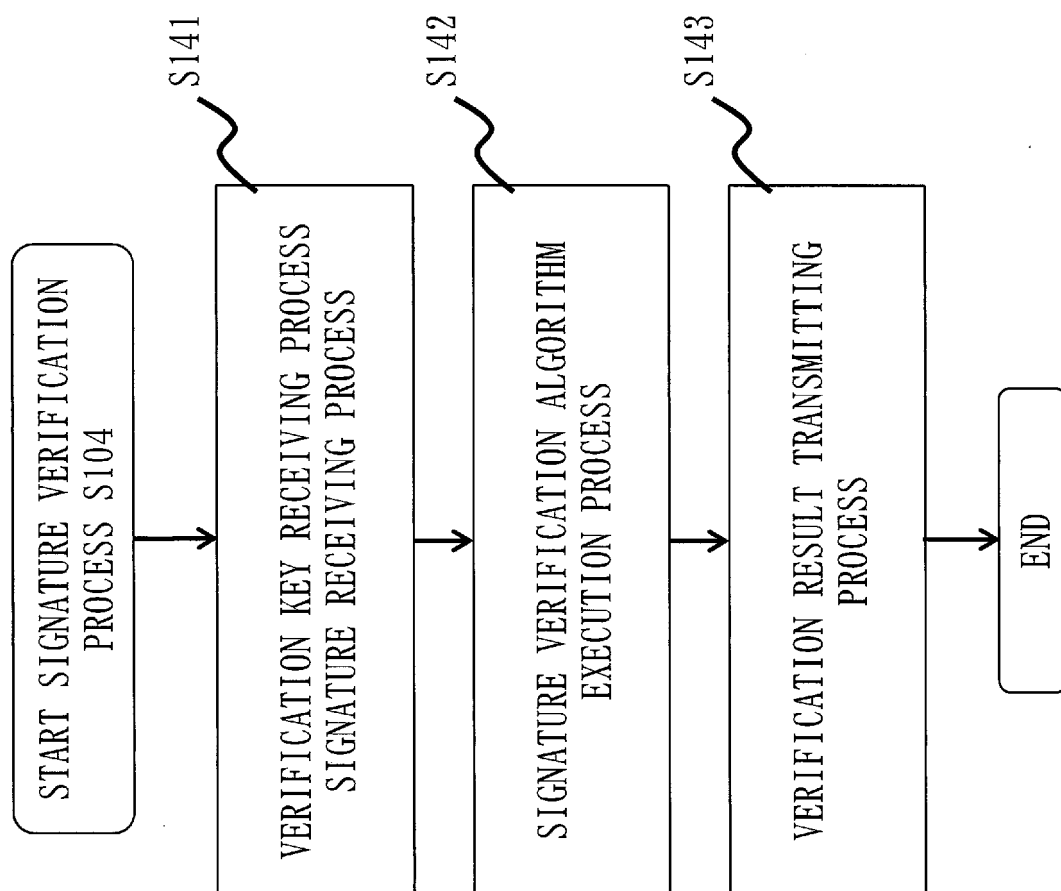 START SIGNATURE VERIFICATION
PROCESS S104
S141
VERIFICATION KEY RECEIVING PROCESS
SIGNATURE RECEIVING PROCESS
S142
SIGNATURE VERIFICATION ALGORITHM
EXECUTION PROCESS
S143
VERIFICATION RESULT TRANSMITTING
PROCESS
END